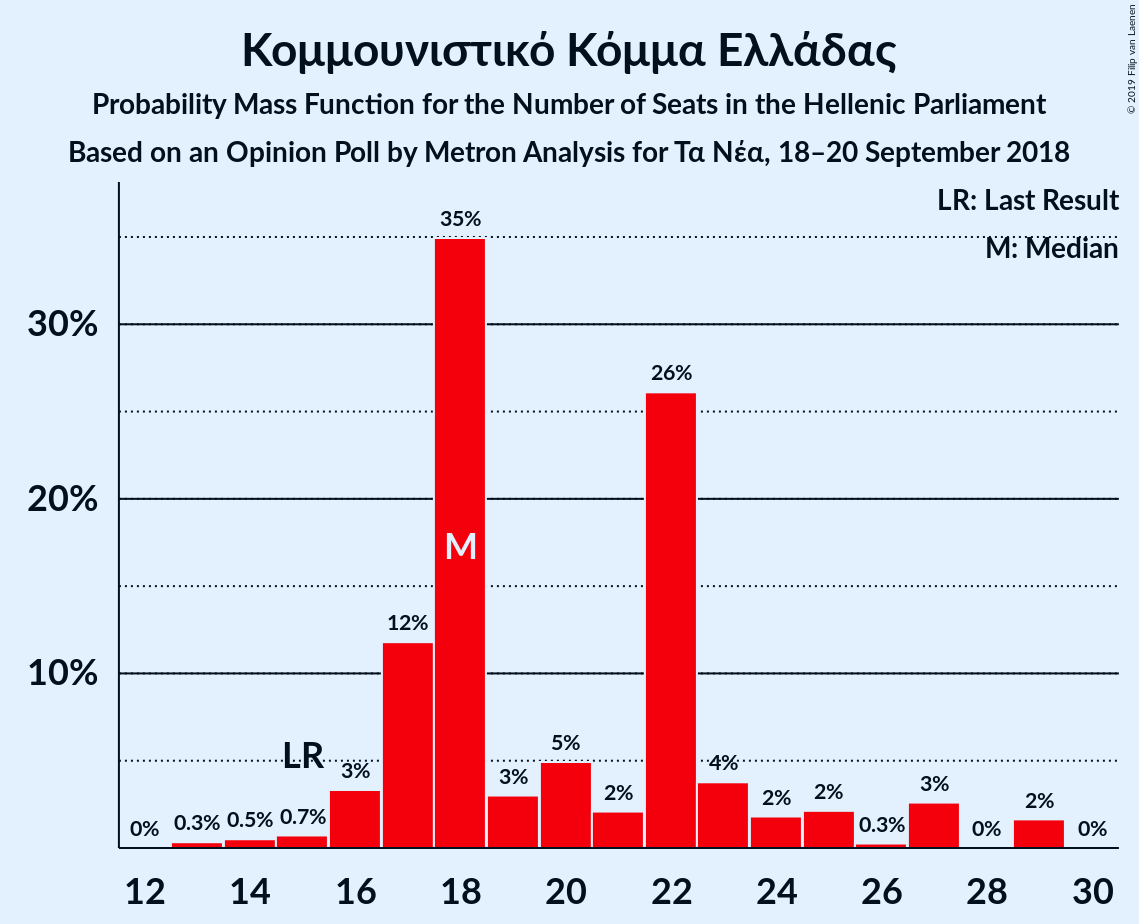 Κομμουνιστικό Κόμμα Ελλάδας
Probability Mass Function for the Number of Seats in the Hellenic Parliament
Based on an Opinion Poll by Metron Analysis for Τα Νέα, 18–20 September 2018
© 2019 Filip van Laenen
LR: Last Result
M: Median
35%
30%
26%
20%
M
12%
10%
LR
0% 0.3% 0.5% 0.7% 3% 3% 5% 2% 4% 2% 2% 0.3% 3% 0% 2% 0%
12 14 16 18 20 22 24 26 28 30